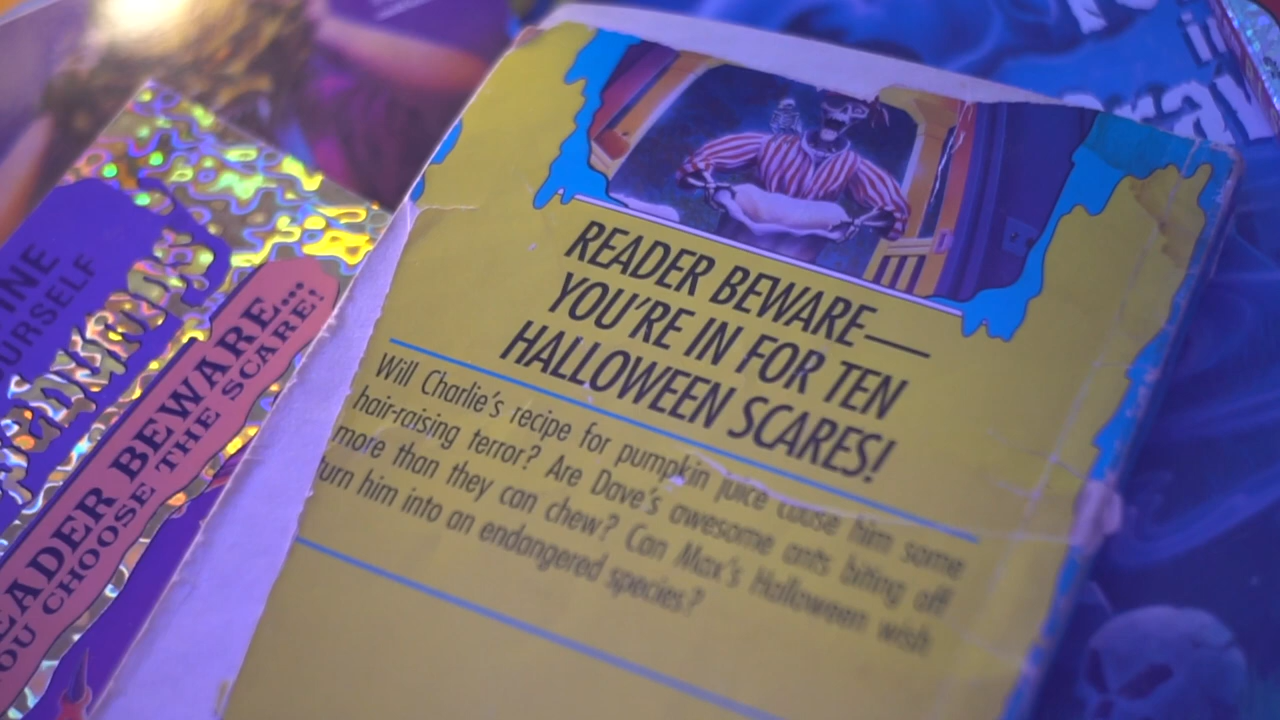 READER BEWARE—
YOU'RE IN FOR TEN
HALLOWEEN SCARES!
Will Charlie's recipe for pumpkin juice cause him some
hair-raising terror? Are Dave's awesome ants biting off
more than they can chew? Can Max's Halloween wish
turn him into an endangered species?
READER BEWARE...
YOU CHOOSE THE SCARE!